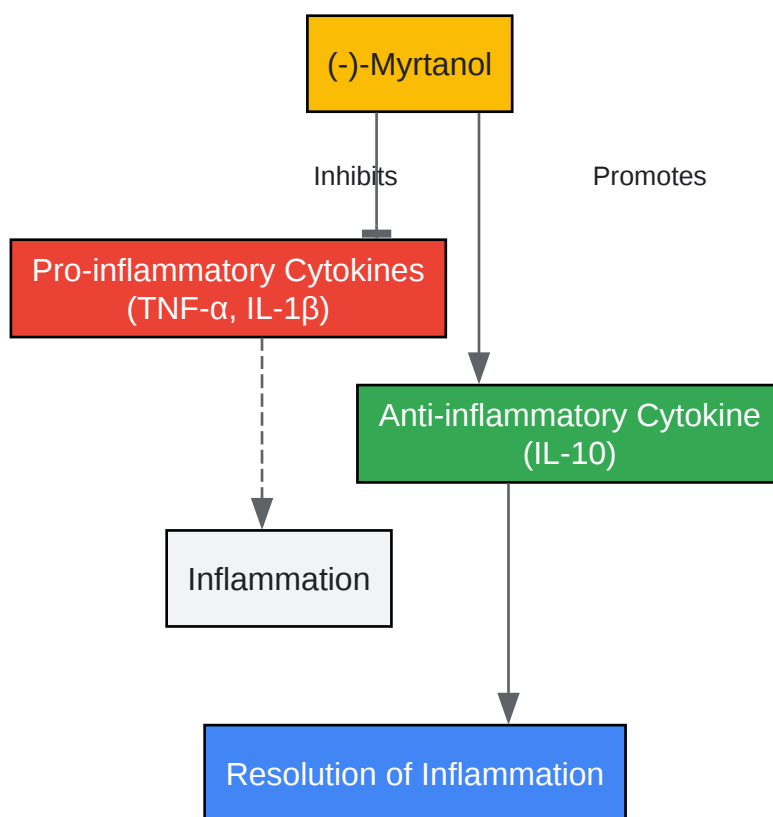 (-)-Myrtanol
Inhibits
Promotes
Pro-inflammatory Cytokines
(TNF-α, IL-1β)
Anti-inflammatory Cytokine
(IL-10)
Inflammation
Resolution of Inflammation